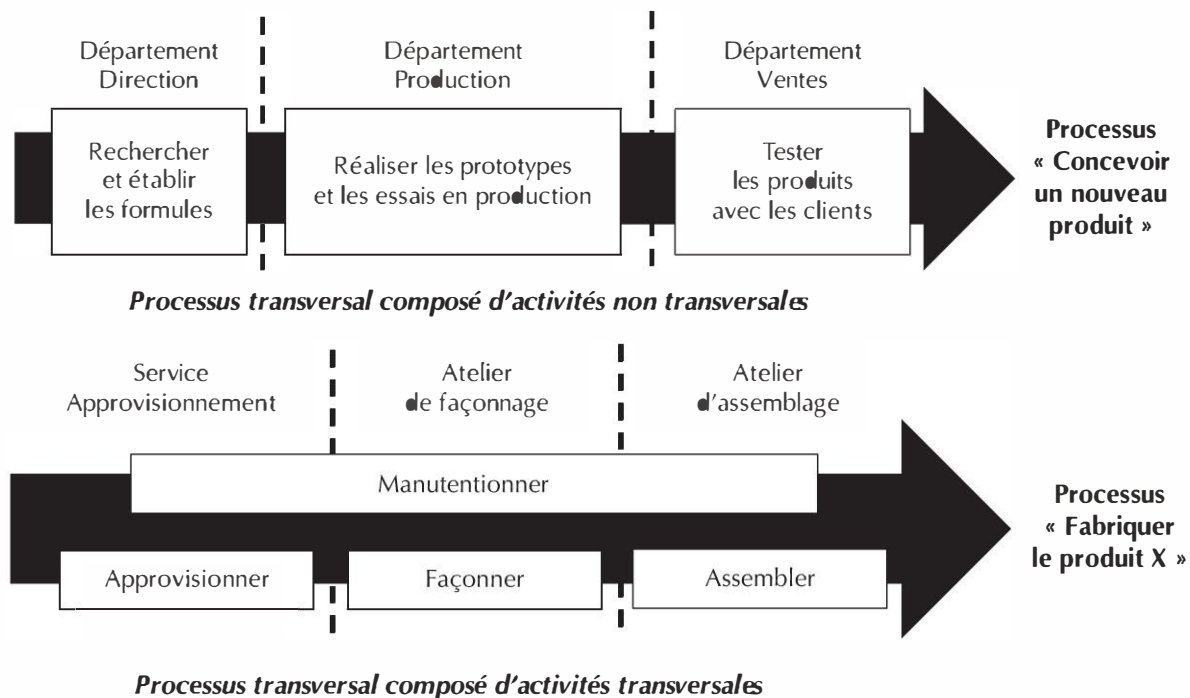 Département
Direction
Département
Production
Département
Ventes
Rechercher
et établir
les formules
Réaliser les prototypes
et les essais en production
Tester
les produits
avec les clients
Processus
« Concevoir
un nouveau
produit »
Processus transversal composé d'activités non transversales
Service
Approvisionnement
Atelier
de façonnage
Atelier
d'assemblage
Manutentionner
Approvisionner
Façonner
Assembler
Processus
« Fabriquer
le produit X »
Processus transversal composé d'activités transversales